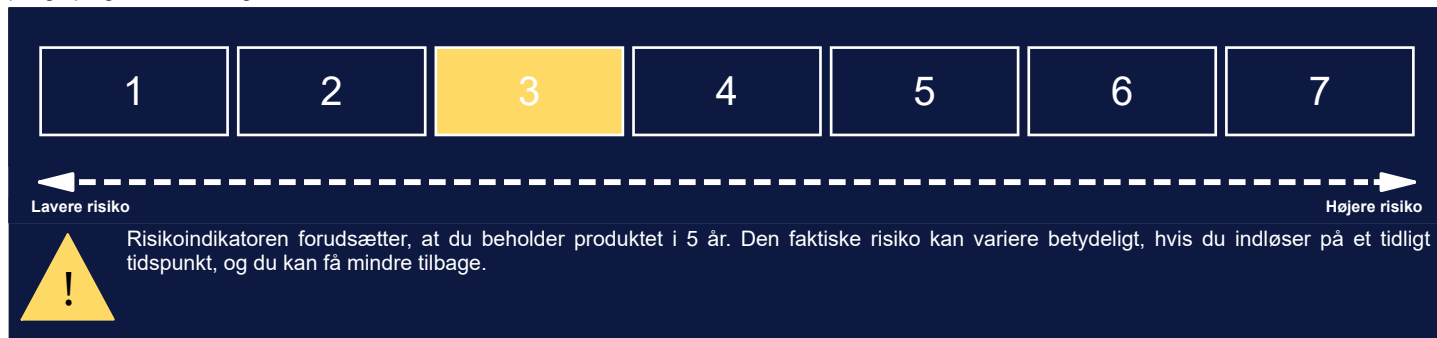 1 2 3 4 5 6 7
Lavere risiko Højere risiko
Risikoindikatoren forudsætter, at du beholder produktet i 5 år. Den faktiske risiko kan variere betydeligt, hvis du indløser på et tidligt
tidspunkt, og du kan få mindre tilbage.
!